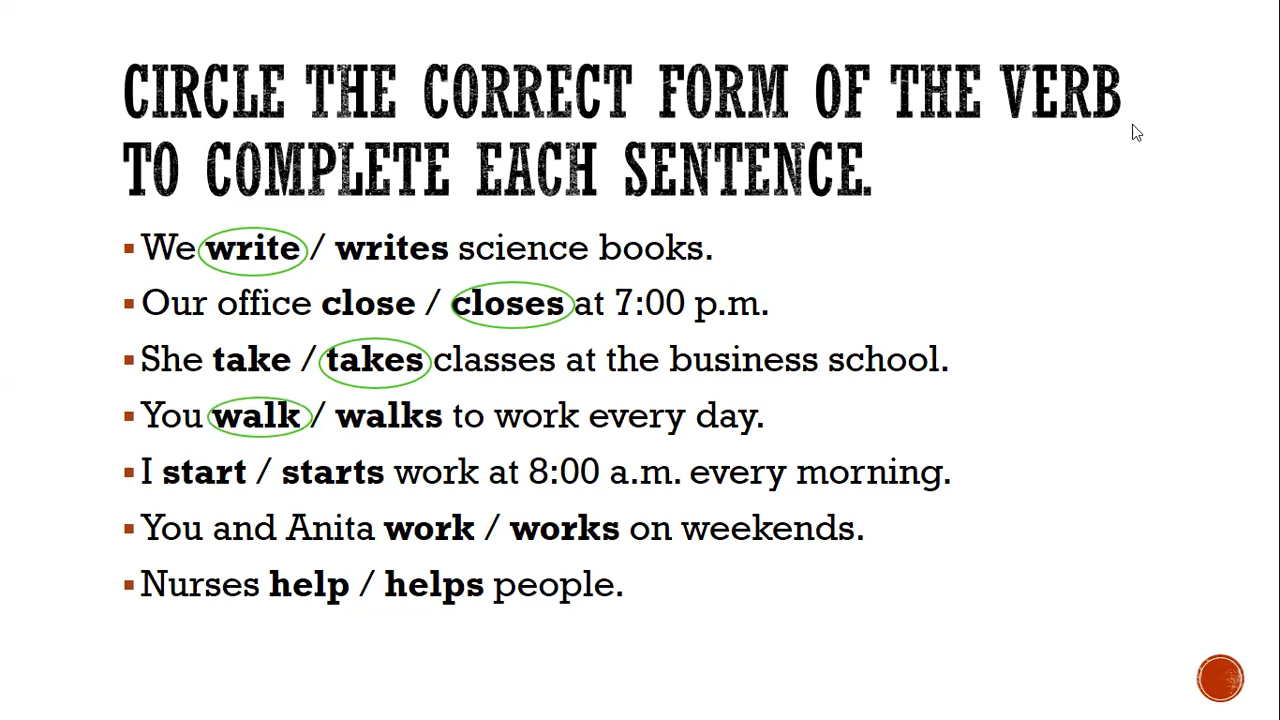 CIRCLE THE CORRECT FORM OF THE VERB
TO COMPLETE EACH SENTENCE.
▪ We write / writes science books.
▪ Our office close / closes at 7:00 p.m.
▪ She take / takes classes at the business school.
▪ You walk / walks to work every day.
▪ I start / starts work at 8:00 a.m. every morning.
▪ You and Anita work / works on weekends.
▪ Nurses help / helps people.